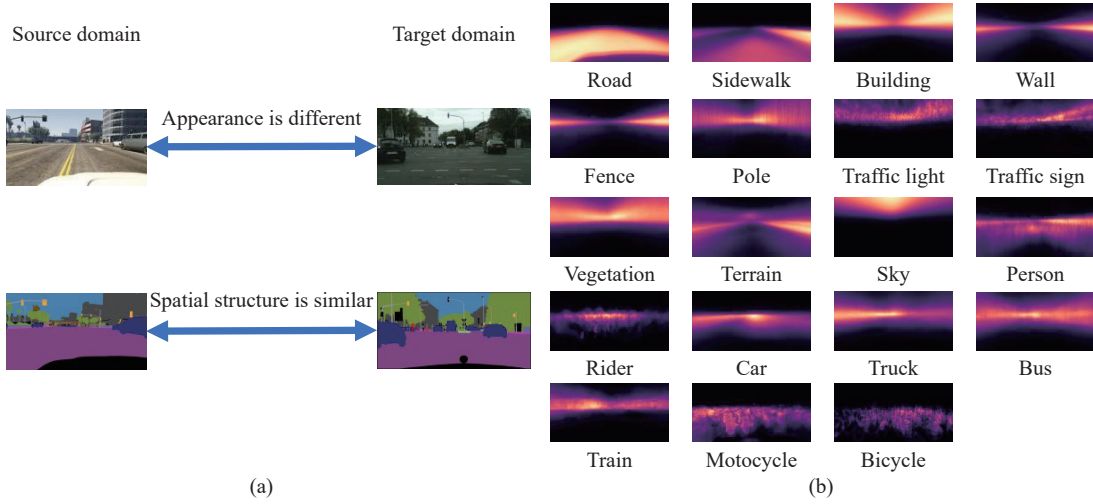 Source domain
Target domain
Appearance is different
Spatial structure is similar
(a)
Road Sidewalk Building Wall
Fence Pole Traffic light Traffic sign
Vegetation Terrain Sky Person
Rider Car Truck Bus
Train Motocycle Bicycle
(b)